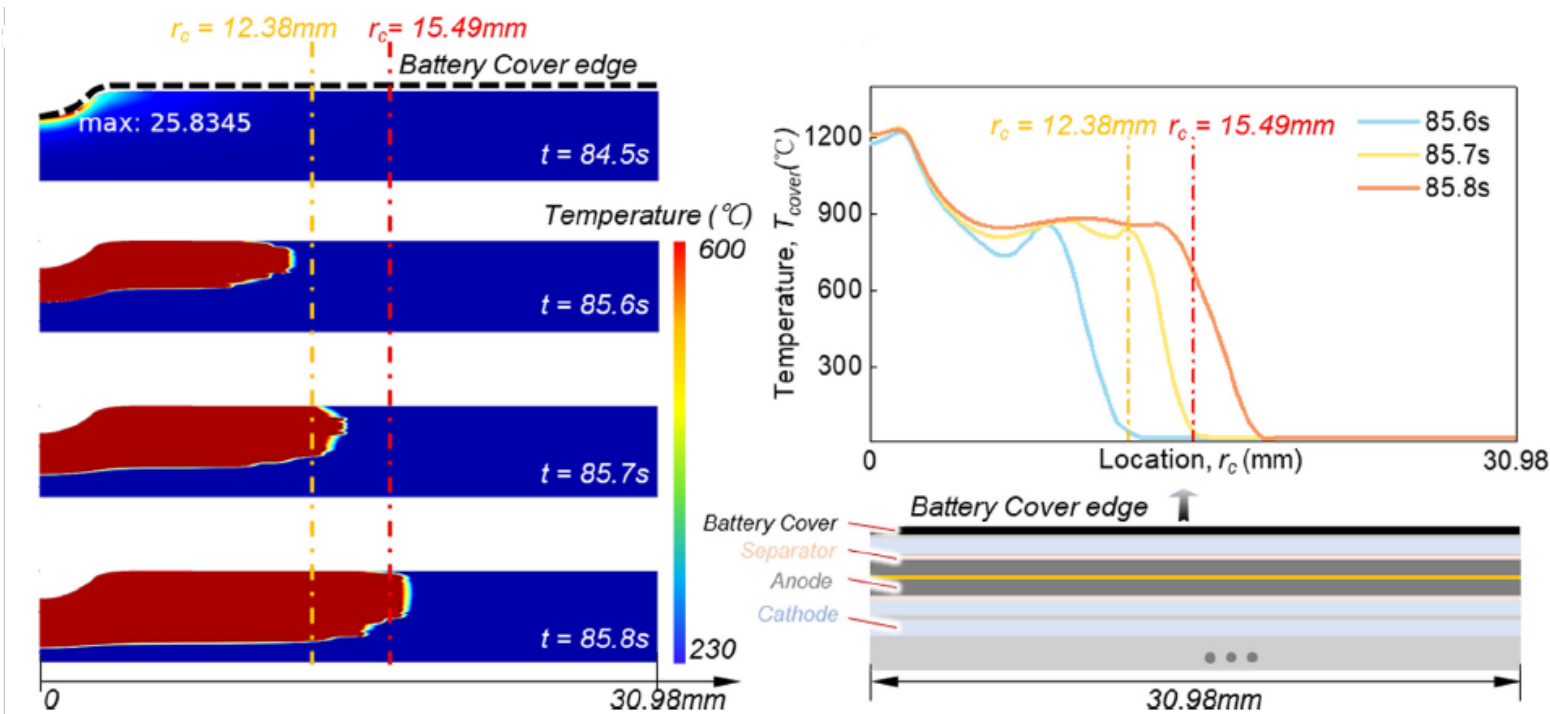 r_c = 12.38mm
r_c = 15.49mm
Battery Cover edge
max: 25.8345
t = 84.5s
Temperature (℃)
600
t = 85.6s
t = 85.7s
t = 85.8s
230
0
30.98mm
r_c = 12.38mm
r_c = 15.49mm
85.6s
85.7s
85.8s
Temperature, T_cover(℃)
1200
900
600
300
0
Location, r_c (mm)
30.98
Battery Cover edge
Battery Cover
Separator
Anode
Cathode
30.98mm